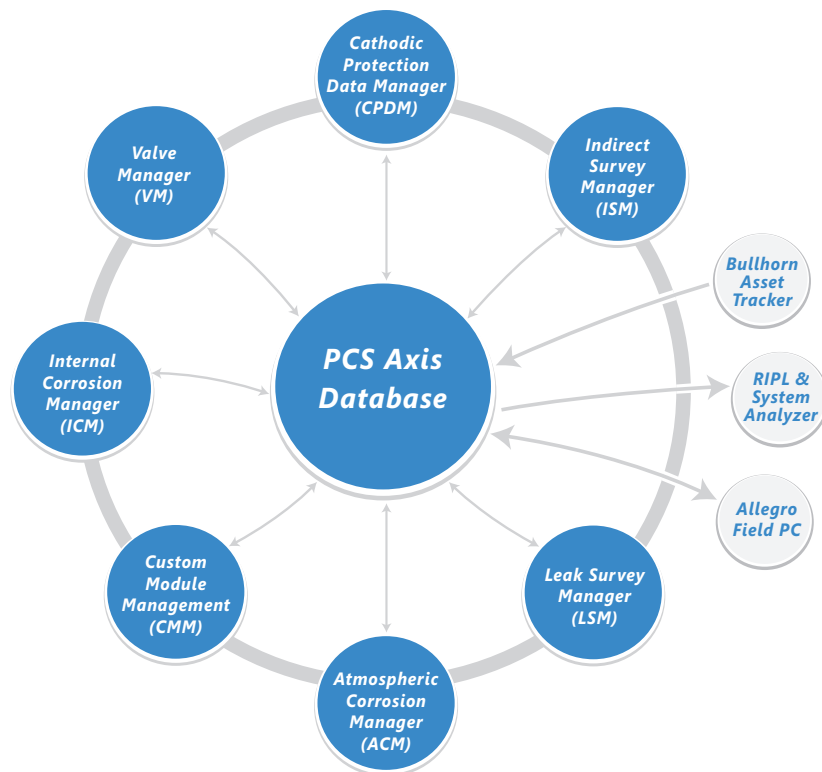 Cathodic
Protection
Data Manager
(CPDM)
Valve
Manager
(VM)
Indirect
Survey
Manager
(ISM)
Bullhorn
Asset
Tracker
PCS Axis
Database
Internal
Corrosion
Manager
(ICM)
RIPL &
System
Analyzer
Allegro
Field PC
Custom
Module
Management
(CMM)
Leak Survey
Manager
(LSM)
Atmospheric
Corrosion
Manager
(ACM)